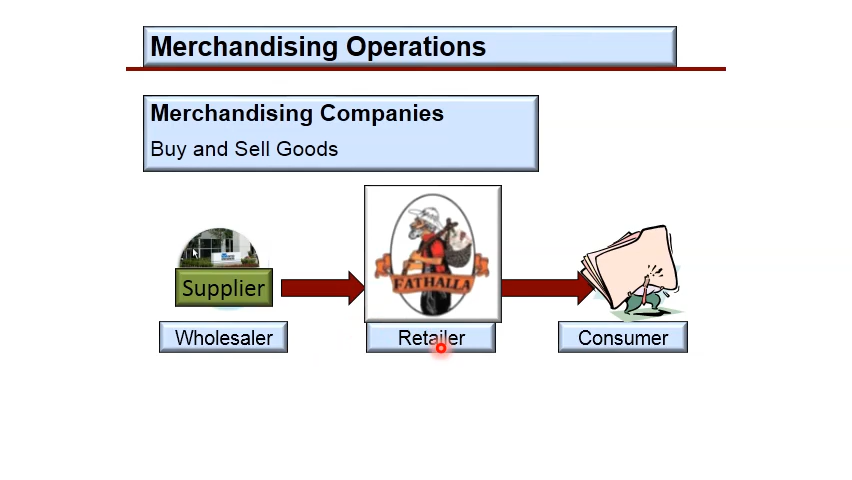 Merchandising Operations
Merchandising Companies
Buy and Sell Goods
Supplier
FATHALLA
Wholesaler
Retailer
Consumer